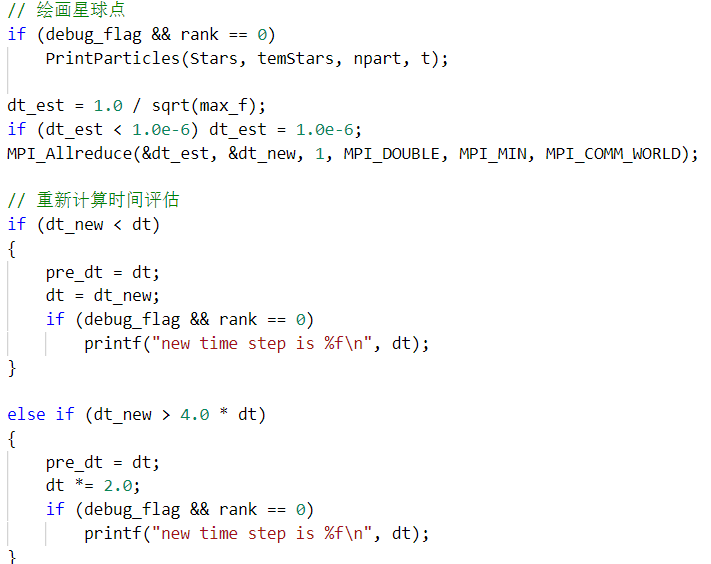 // 绘画星球点
if (debug_flag && rank == 0)
    PrintParticles(Stars, temStars, npart, t);

dt_est = 1.0 / sqrt(max_f);
if (dt_est < 1.0e-6) dt_est = 1.0e-6;
MPI_Allreduce(&dt_est, &dt_new, 1, MPI_DOUBLE, MPI_MIN, MPI_COMM_WORLD);

// 重新计算时间评估
if (dt_new < dt)
{
    pre_dt = dt;
    dt = dt_new;
    if (debug_flag && rank == 0)
        printf("new time step is %f\n", dt);
}

else if (dt_new > 4.0 * dt)
{
    pre_dt = dt;
    dt *= 2.0;
    if (debug_flag && rank == 0)
        printf("new time step is %f\n", dt);
}